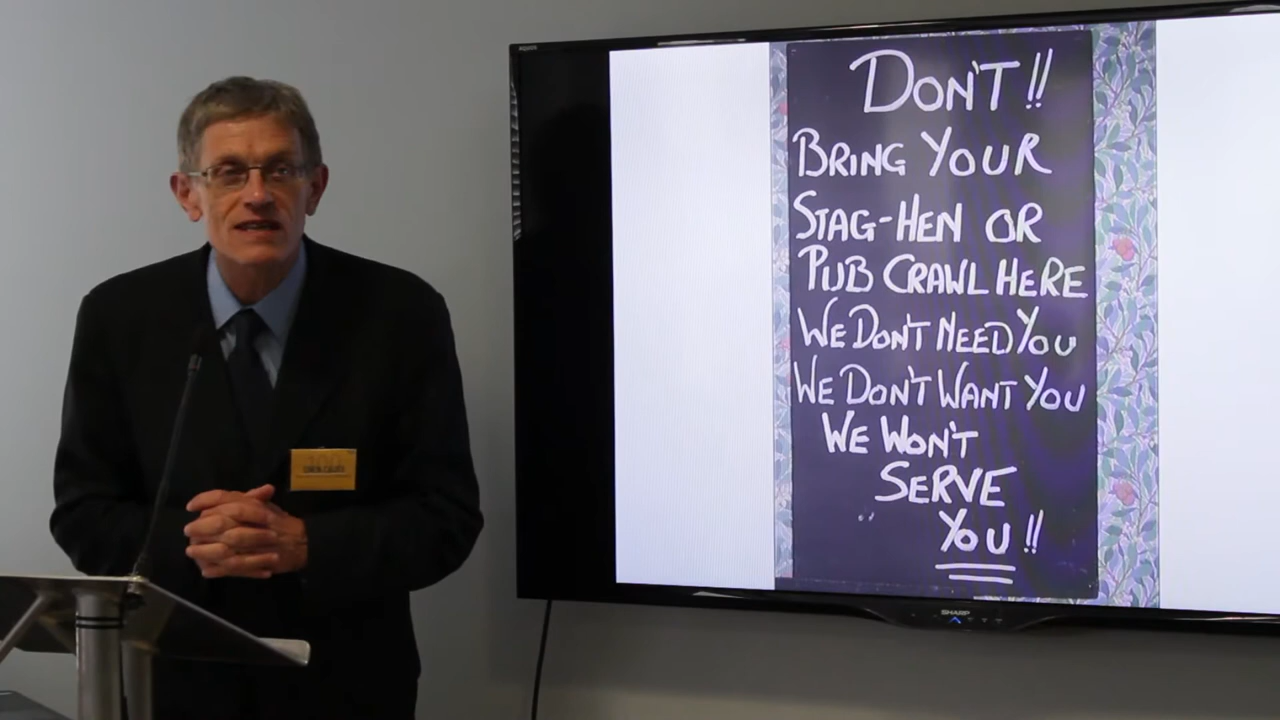 DON'T!!
BRING YOUR
STAG-HEN OR
PUB CRAWL HERE
WE DON'T NEED YOU
WE DON'T WANT YOU
WE WON'T
SERVE
YOU!!
SHARP